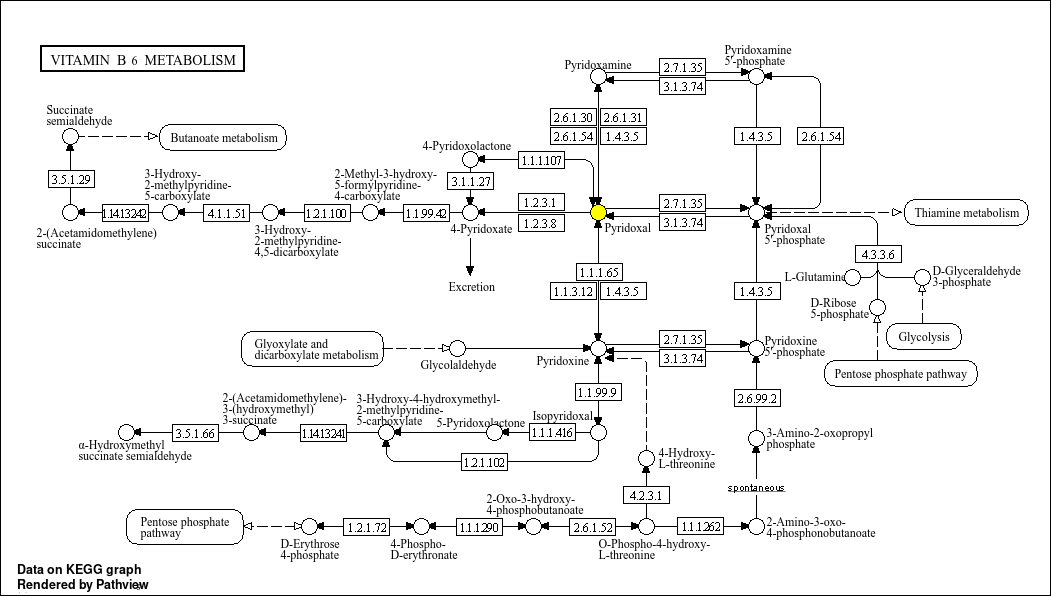 VITAMIN B 6 METABOLISM
Pyridoxamine
5'-phosphate
Pyridoxamine
2.7.1.35
3.1.3.74
Succinate
semialdehyde
Butanoate metabolism
2.6.1.30
2.6.1.31
2.6.1.54
1.4.3.5
1.4.3.5
2.6.1.54
4-Pyridoxolactone
1.1.1.107
3.5.1.29
3-Hydroxy-
2-methylpyridine-
5-carboxylate
2-Methyl-3-hydroxy-
5-formylpyridine-
4-carboxylate
3.1.1.27
1.14.13.242
4.1.1.51
1.2.1.100
1.1.99.42
1.2.3.1
1.2.3.8
2.7.1.35
3.1.3.74
Thiamine metabolism
2-(Acetamidomethylene)
succinate
3-Hydroxy-
2-methylpyridine-
4,5-dicarboxylate
4-Pyridoxate
Pyridoxal
Pyridoxal
5'-phosphate
4.3.3.6
Excretion
1.1.1.65
1.1.3.12
1.4.3.5
1.4.3.5
L-Glutamine
D-Glyceraldehyde
3-phosphate
D-Ribose
5-phosphate
Glycolysis
Pentose phosphate pathway
Glyoxylate and
dicarboxylate metabolism
Glycolaldehyde
Pyridoxine
2.7.1.35
3.1.3.74
Pyridoxine
5'-phosphate
1.1.99.9
2.6.99.2
2-(Acetamidomethylene)-
3-(hydroxymethyl)
3-succinate
3-Hydroxy-4-hydroxymethyl-
2-methylpyridine-
5-carboxylate
5-Pyridoxolactone
Isopyridoxal
3.5.1.66
1.14.13.241
1.1.1.416
1.2.1.102
α-Hydroxymethyl
succinate semialdehyde
3-Amino-2-oxopropyl
phosphate
4-Hydroxy-
L-threonine
4.2.3.1
spontaneous
2-Oxo-3-hydroxy-
4-phosphobutanoate
Pentose phosphate
pathway
1.2.1.72
1.1.1.290
2.6.1.52
1.1.1.262
2-Amino-3-oxo-
4-phosphonobutanoate
D-Erythrose
4-phosphate
4-Phospho-
D-erythronate
O-Phospho-4-hydroxy-
L-threonine
Data on KEGG graph
Rendered by Pathview